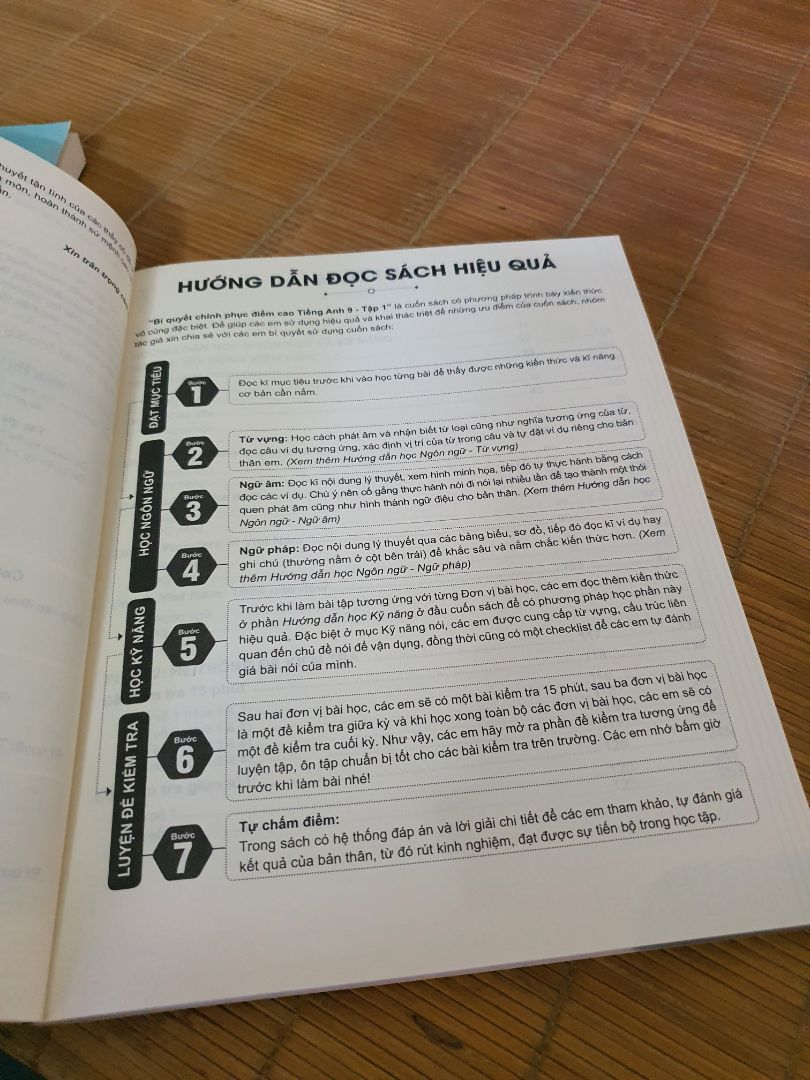 huyết tận tình của các thầy cô
môn, hoàn thành sứ mệnh
Xin trân trọng
HƯỚNG DẪN ĐỌC SÁCH HIỆU QUẢ
"Bí quyết chinh phục điểm cao Tiếng Anh 9 - Tập 1" là cuốn sách có phương pháp trình bày kiến thức
vô cùng đặc biệt. Để giúp các em sử dụng hiệu quả và khai thác triệt để những ưu điểm của cuốn sách, nhóm
tác giả xin chia sẻ với các em bí quyết sử dụng cuốn sách:
ĐẶT MỤC TIÊU
Bước
1
Đọc kĩ mục tiêu trước khi vào học từng bài để thấy được những kiến thức và kĩ năng
cơ bản cần nắm.
HỌC NGÔN NGỮ
Bước
2
Từ vựng: Học cách phát âm và nhận biết từ loại cũng như nghĩa tương ứng của từ,
đọc câu ví dụ tương ứng, xác định vị trí của từ trong câu và tự đặt ví dụ riêng cho bản
thân em. (Xem thêm Hướng dẫn học Ngôn ngữ - Từ vựng)
Bước
3
Ngữ âm: Đọc kĩ nội dung lý thuyết, xem hình minh họa, tiếp đó tự thực hành bằng cách
đọc các ví dụ. Chú ý nên cố gắng thực hành nói đi nói lại nhiều lần để tạo thành một thói
quen phát âm cũng như hình thành ngữ điệu cho bản thân. (Xem thêm Hướng dẫn học
Ngôn ngữ - Ngữ âm)
Bước
4
Ngữ pháp: Đọc nội dung lý thuyết qua các bảng biểu, sơ đồ, tiếp đó đọc kĩ ví dụ hay
ghi chú (thường nằm ở cột bên trái) để khắc sâu và nắm chắc kiến thức hơn. (Xem
thêm Hướng dẫn học Ngôn ngữ - Ngữ pháp)
HỌC KỸ NĂNG
Bước
5
Trước khi làm bài tập tương ứng với từng Đơn vị bài học, các em đọc thêm kiến thức
ở phần Hướng dẫn học Kỹ năng ở đầu cuốn sách để có phương pháp học phần này
hiệu quả. Đặc biệt ở mục Kỹ năng nói, các em được cung cấp từ vựng, cấu trúc liên
quan đến chủ đề nói để vận dụng, đồng thời cũng có một checklist để các em tự đánh
giá bài nói của mình.
LUYỆN ĐỀ KIỂM TRA
Bước
6
Sau hai đơn vị bài học, các em sẽ có một bài kiểm tra 15 phút, sau ba đơn vị bài học
là một đề kiểm tra giữa kỳ và khi học xong toàn bộ các đơn vị bài học, các em sẽ có
một đề kiểm tra cuối kỳ. Như vậy, các em hãy mở ra phần đề kiểm tra tương ứng để
luyện tập, ôn tập chuẩn bị tốt cho các bài kiểm tra trên trường. Các em nhớ bấm giờ
trước khi làm bài nhé!
Bước
7
Tự chấm điểm:
Trong sách có hệ thống đáp án và lời giải chi tiết để các em tham khảo, tự đánh giá
kết quả của bản thân, từ đó rút kinh nghiệm, đạt được sự tiến bộ trong học tập.